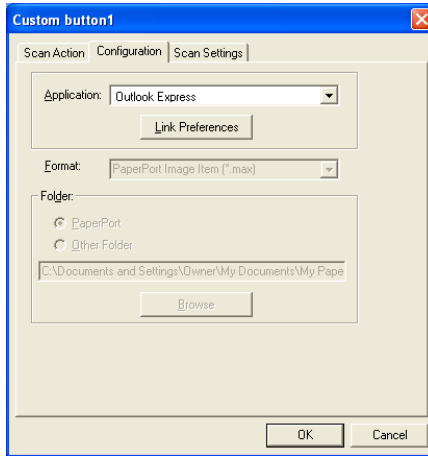 Custom button1
Scan Action Configuration Scan Settings
Application: Outlook Express
Link Preferences
Format: PaperPort Image Item (*.max)
Folder:
PaperPort
Other Folder
C:\Documents and Settings\Owner\My Documents\My Pape
Browse
OK Cancel